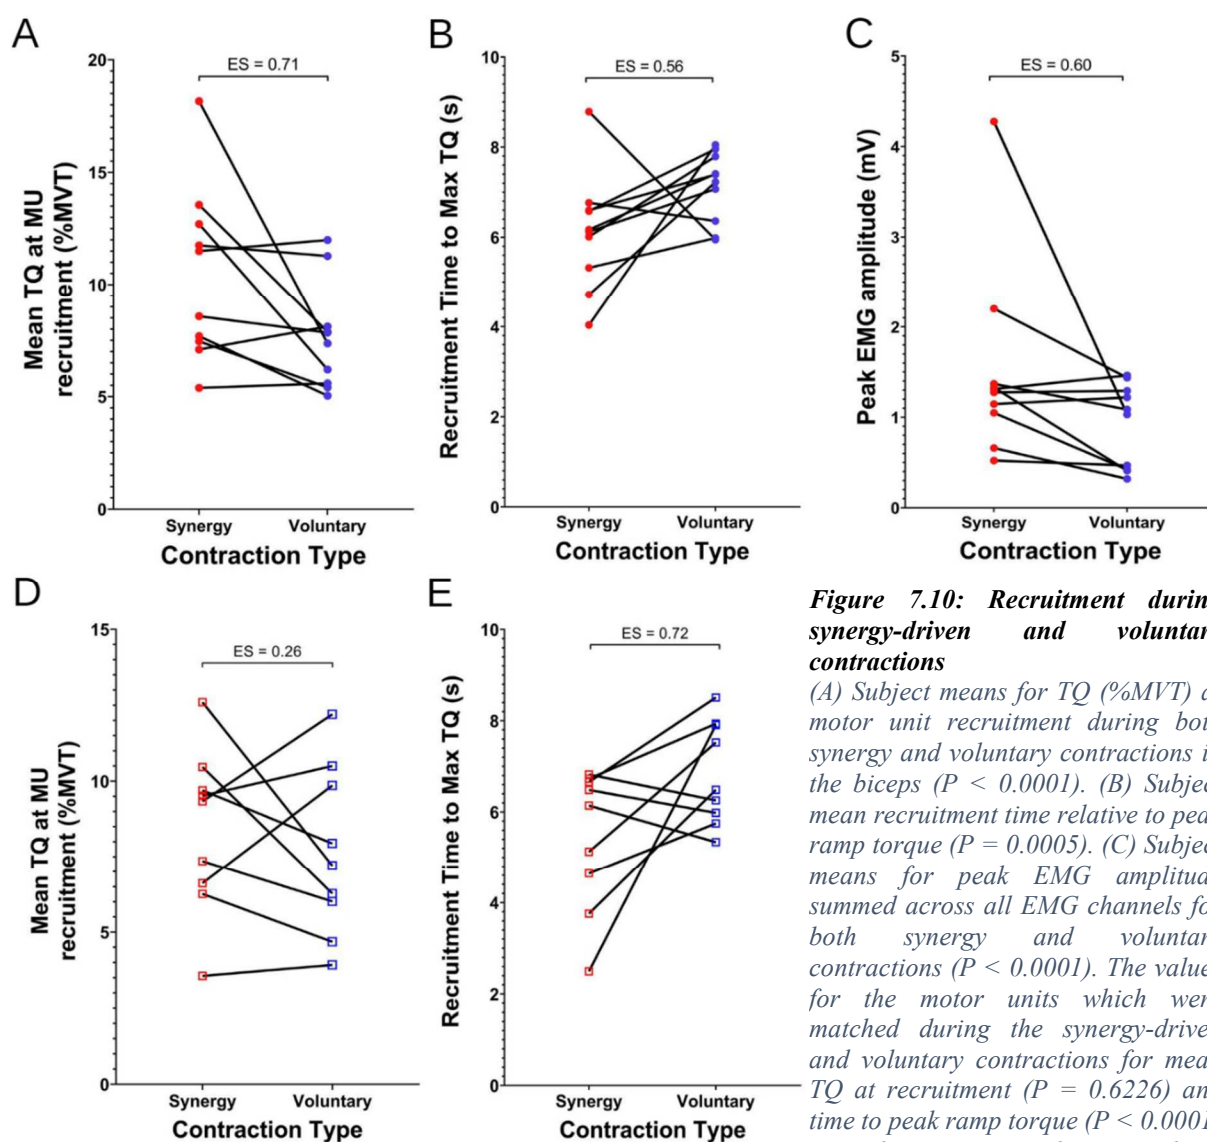 A
20
15
10
5
0
Mean TQ at MU
recruitment (%MVT)
ES = 0.71
Synergy Voluntary
Contraction Type
B
10
8
6
4
2
0
Recruitment Time to Max TQ (s)
ES = 0.56
Synergy Voluntary
Contraction Type
C
5
4
3
2
1
0
Peak EMG amplitude (mV)
ES = 0.60
Synergy Voluntary
Contraction Type
D
15
10
5
0
Mean TQ at MU
recruitment (%MVT)
ES = 0.26
Synergy Voluntary
Contraction Type
E
10
8
6
4
2
0
Recruitment Time to Max TQ (s)
ES = 0.72
Synergy Voluntary
Contraction Type
Figure 7.10: Recruitment durin
synergy-driven and voluntar
contractions
(A) Subject means for TQ (%MVT) a
motor unit recruitment during bot
synergy and voluntary contractions i
the biceps (P < 0.0001). (B) Subjec
mean recruitment time relative to pea
ramp torque (P = 0.0005). (C) Subjec
means for peak EMG amplitud
summed across all EMG channels fo
both synergy and voluntar
contractions (P < 0.0001). The value
for the motor units which wer
matched during the synergy-drive
and voluntary contractions for mea
TQ at recruitment (P = 0.6226) an
time to peak ramp torque (P < 0.0001